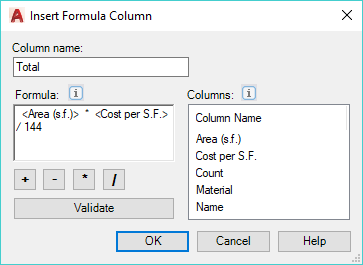 Insert Formula Column
Column name:
Total
Formula:
Columns:
<Area (s.f.)> * <Cost per S.F.>
/ 144
Column Name
Area (s.f.)
Cost per S.F.
Count
Material
Name
+ - * /
Validate
OK Cancel Help